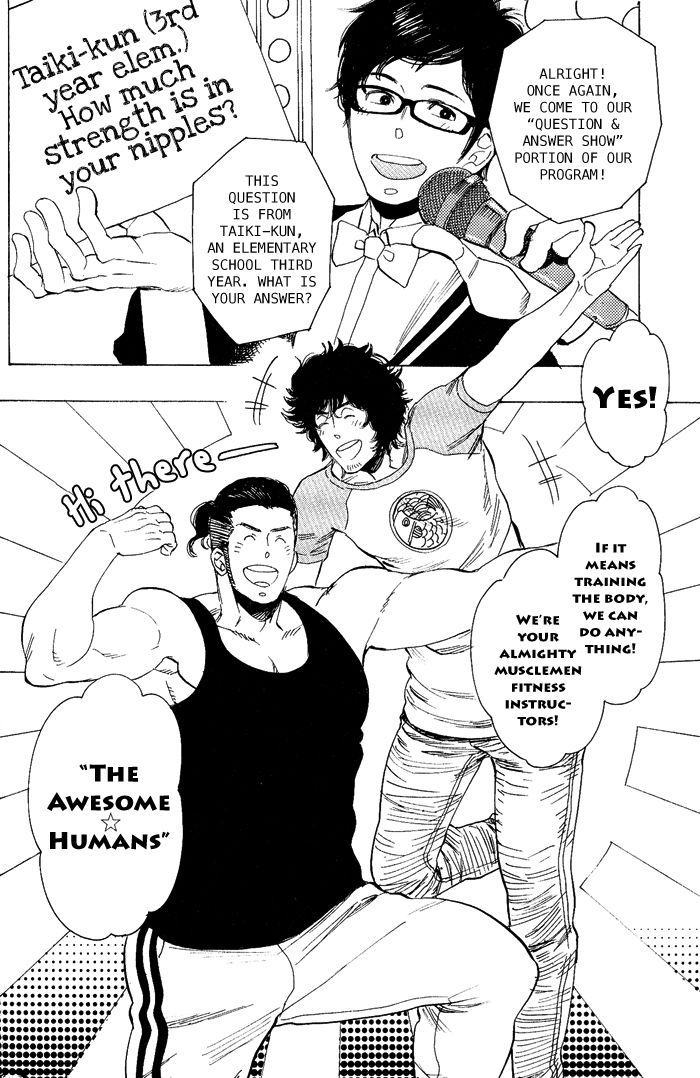 ALRIGHT!
ONCE AGAIN,
WE COME TO OUR
“QUESTION &
ANSWER SHOW”
PORTION OF OUR
PROGRAM!
Taiki-kun (3rd
year elem.)
How much
strength is in
your nipples?
THIS
QUESTION
IS FROM
TAIKI-KUN,
AN ELEMENTARY
SCHOOL THIRD
YEAR. WHAT IS
YOUR ANSWER?
YES!
Hi there—
IF IT
MEANS
TRAINING
THE BODY,
WE CAN
DO ANY-
THING!
WE'RE
YOUR
ALMIGHTY
MUSCLEMEN
FITNESS
INSTRUC-
TORS!
“THE
AWESOME
☆
HUMANS”